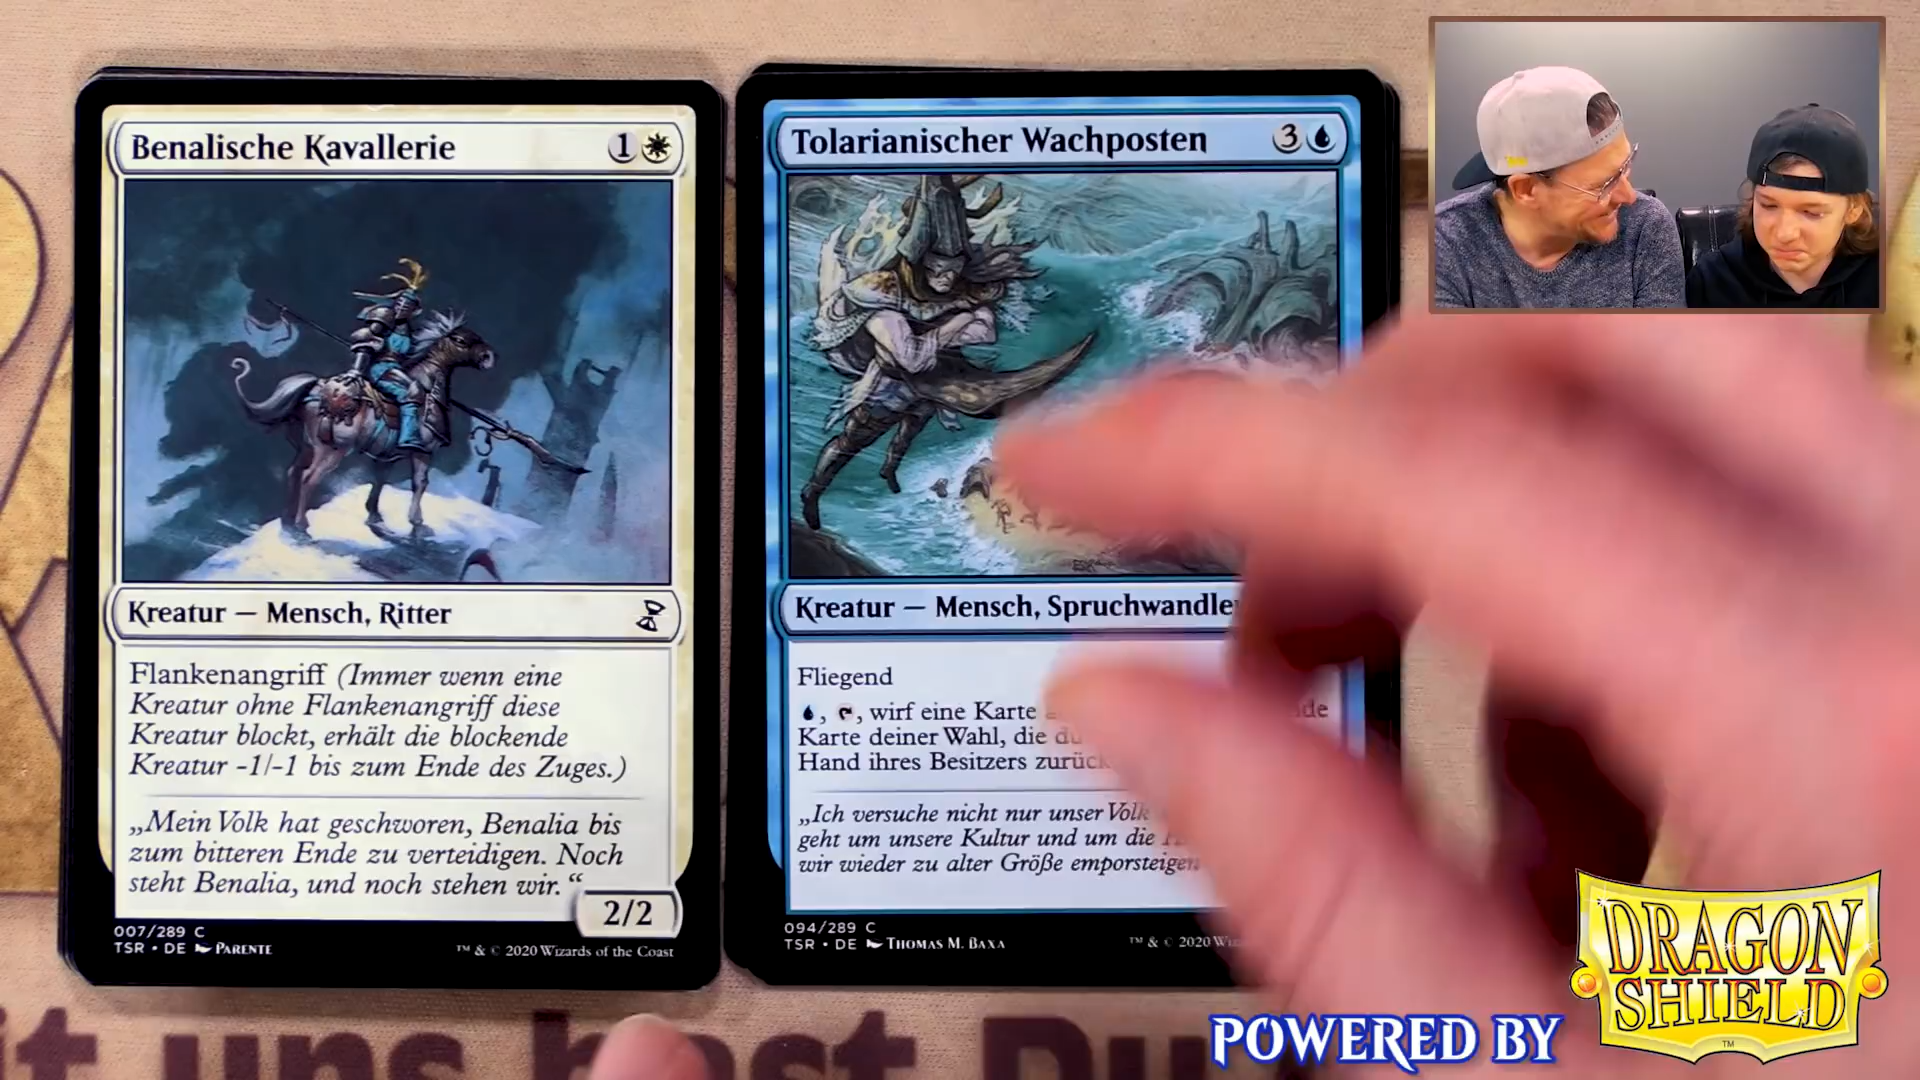 Benalische Kavallerie 1
Kreatur — Mensch, Ritter
Flankenangriff (Immer wenn eine
Kreatur ohne Flankenangriff diese
Kreatur blockt, erhält die blockende
Kreatur -1/-1 bis zum Ende des Zuges.)
„Mein Volk hat geschworen, Benalia bis
zum bitteren Ende zu verteidigen. Noch
steht Benalia, und noch stehen wir.“
2/2
007/289 C
TSR • DE PARENTE
™ & © 2020 Wizards of the Coast
Tolarianischer Wachposten 3
Kreatur — Mensch, Spruchwandle
Fliegend
, , wirf eine Karte
Karte deiner Wahl, die du
Hand ihres Besitzers zurück
„Ich versuche nicht nur unser Volk
geht um unsere Kultur und um die
wir wieder zu alter Größe emporsteigen
094/289 C
TSR • DE THOMAS M. BAXA
™ & © 2020
uns
POWERED BY
DRAGON
SHIELD
TM